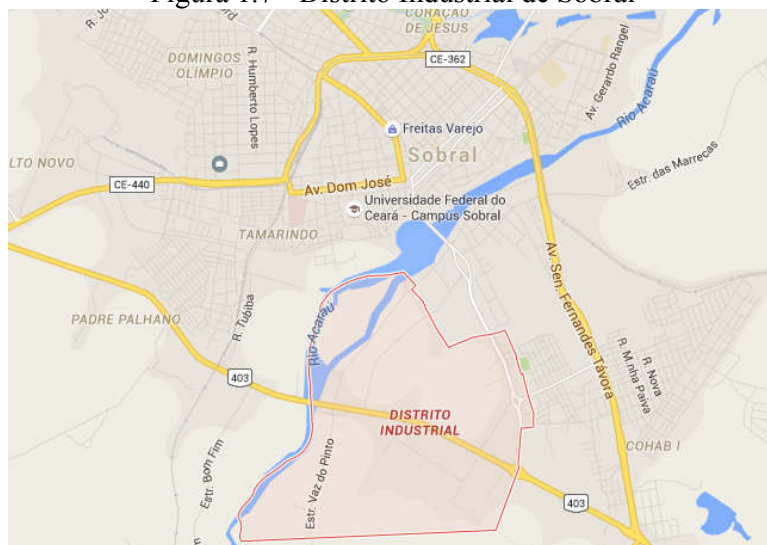 Figura 1.7 - Distrito Industrial de Sobral
CORAÇÃO
DE JESUS
DOMINGOS
OLÍMPIO
R. Humberto Lopes
CE-362
Av. Gerardo Rangel
Rio Acaraú
Freitas Varejo
Sobral
LTO NOVO
CE-440
Av. Dom José
Estr. das Marrecas
Universidade Federal do
Ceará - Campus Sobral
TAMARINDO
Av. Sen. Fernandes Távora
PADRE PALHANO
R. Tubiba
Rio Acaraú
403
R. Nova
R. M.nha Paiva
DISTRITO
INDUSTRIAL
COHAB I
Estr. Bom Fim
Estr. Vaz do Pinto
403